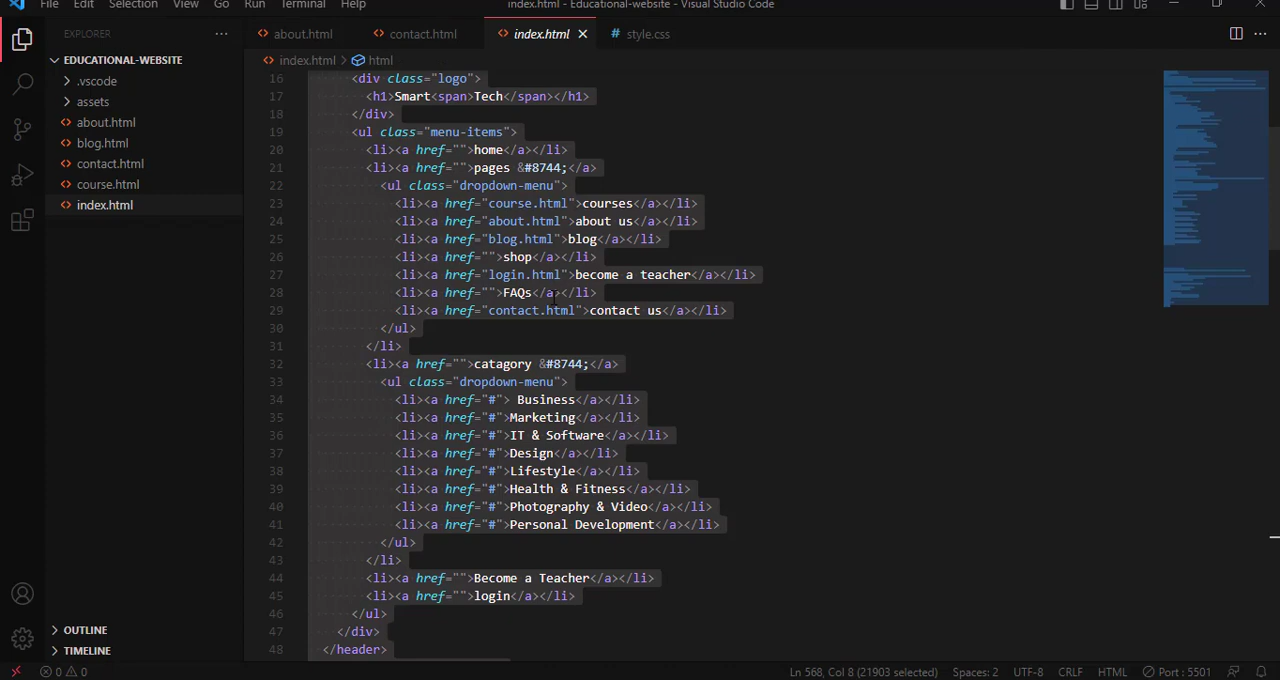 File Edit Selection View Go Run Terminal Help index.html - Educational-website - Visual Studio Code
EXPLORER ...
EDUCATIONAL-WEBSITE
.vscode
assets
about.html
blog.html
contact.html
course.html
index.html
OUTLINE
TIMELINE
about.html contact.html index.html style.css
index.html > html
16 <div class="logo">
17 <h1>Smart<span>Tech</span></h1>
18 </div>
19 <ul class="menu-items">
20 <li><a href="">home</a></li>
21 <li><a href="">pages &#8744;</a>
22 <ul class="dropdown-menu">
23 <li><a href="course.html">courses</a></li>
24 <li><a href="about.html">about us</a></li>
25 <li><a href="blog.html">blog</a></li>
26 <li><a href="">shop</a></li>
27 <li><a href="login.html">become a teacher</a></li>
28 <li><a href="">FAQs</a></li>
29 <li><a href="contact.html">contact us</a></li>
30 </ul>
31 </li>
32 <li><a href="">catagory &#8744;</a>
33 <ul class="dropdown-menu">
34 <li><a href="#"> Business</a></li>
35 <li><a href="#">Marketing</a></li>
36 <li><a href="#">IT & Software</a></li>
37 <li><a href="#">Design</a></li>
38 <li><a href="#">Lifestyle</a></li>
39 <li><a href="#">Health & Fitness</a></li>
40 <li><a href="#">Photography & Video</a></li>
41 <li><a href="#">Personal Development</a></li>
42 </ul>
43 </li>
44 <li><a href="">Become a Teacher</a></li>
45 <li><a href="">login</a></li>
46 </ul>
47 </div>
48 </header>
0 0 Ln 568, Col 8 (21903 selected) Spaces: 2 UTF-8 CRLF HTML Port : 5501